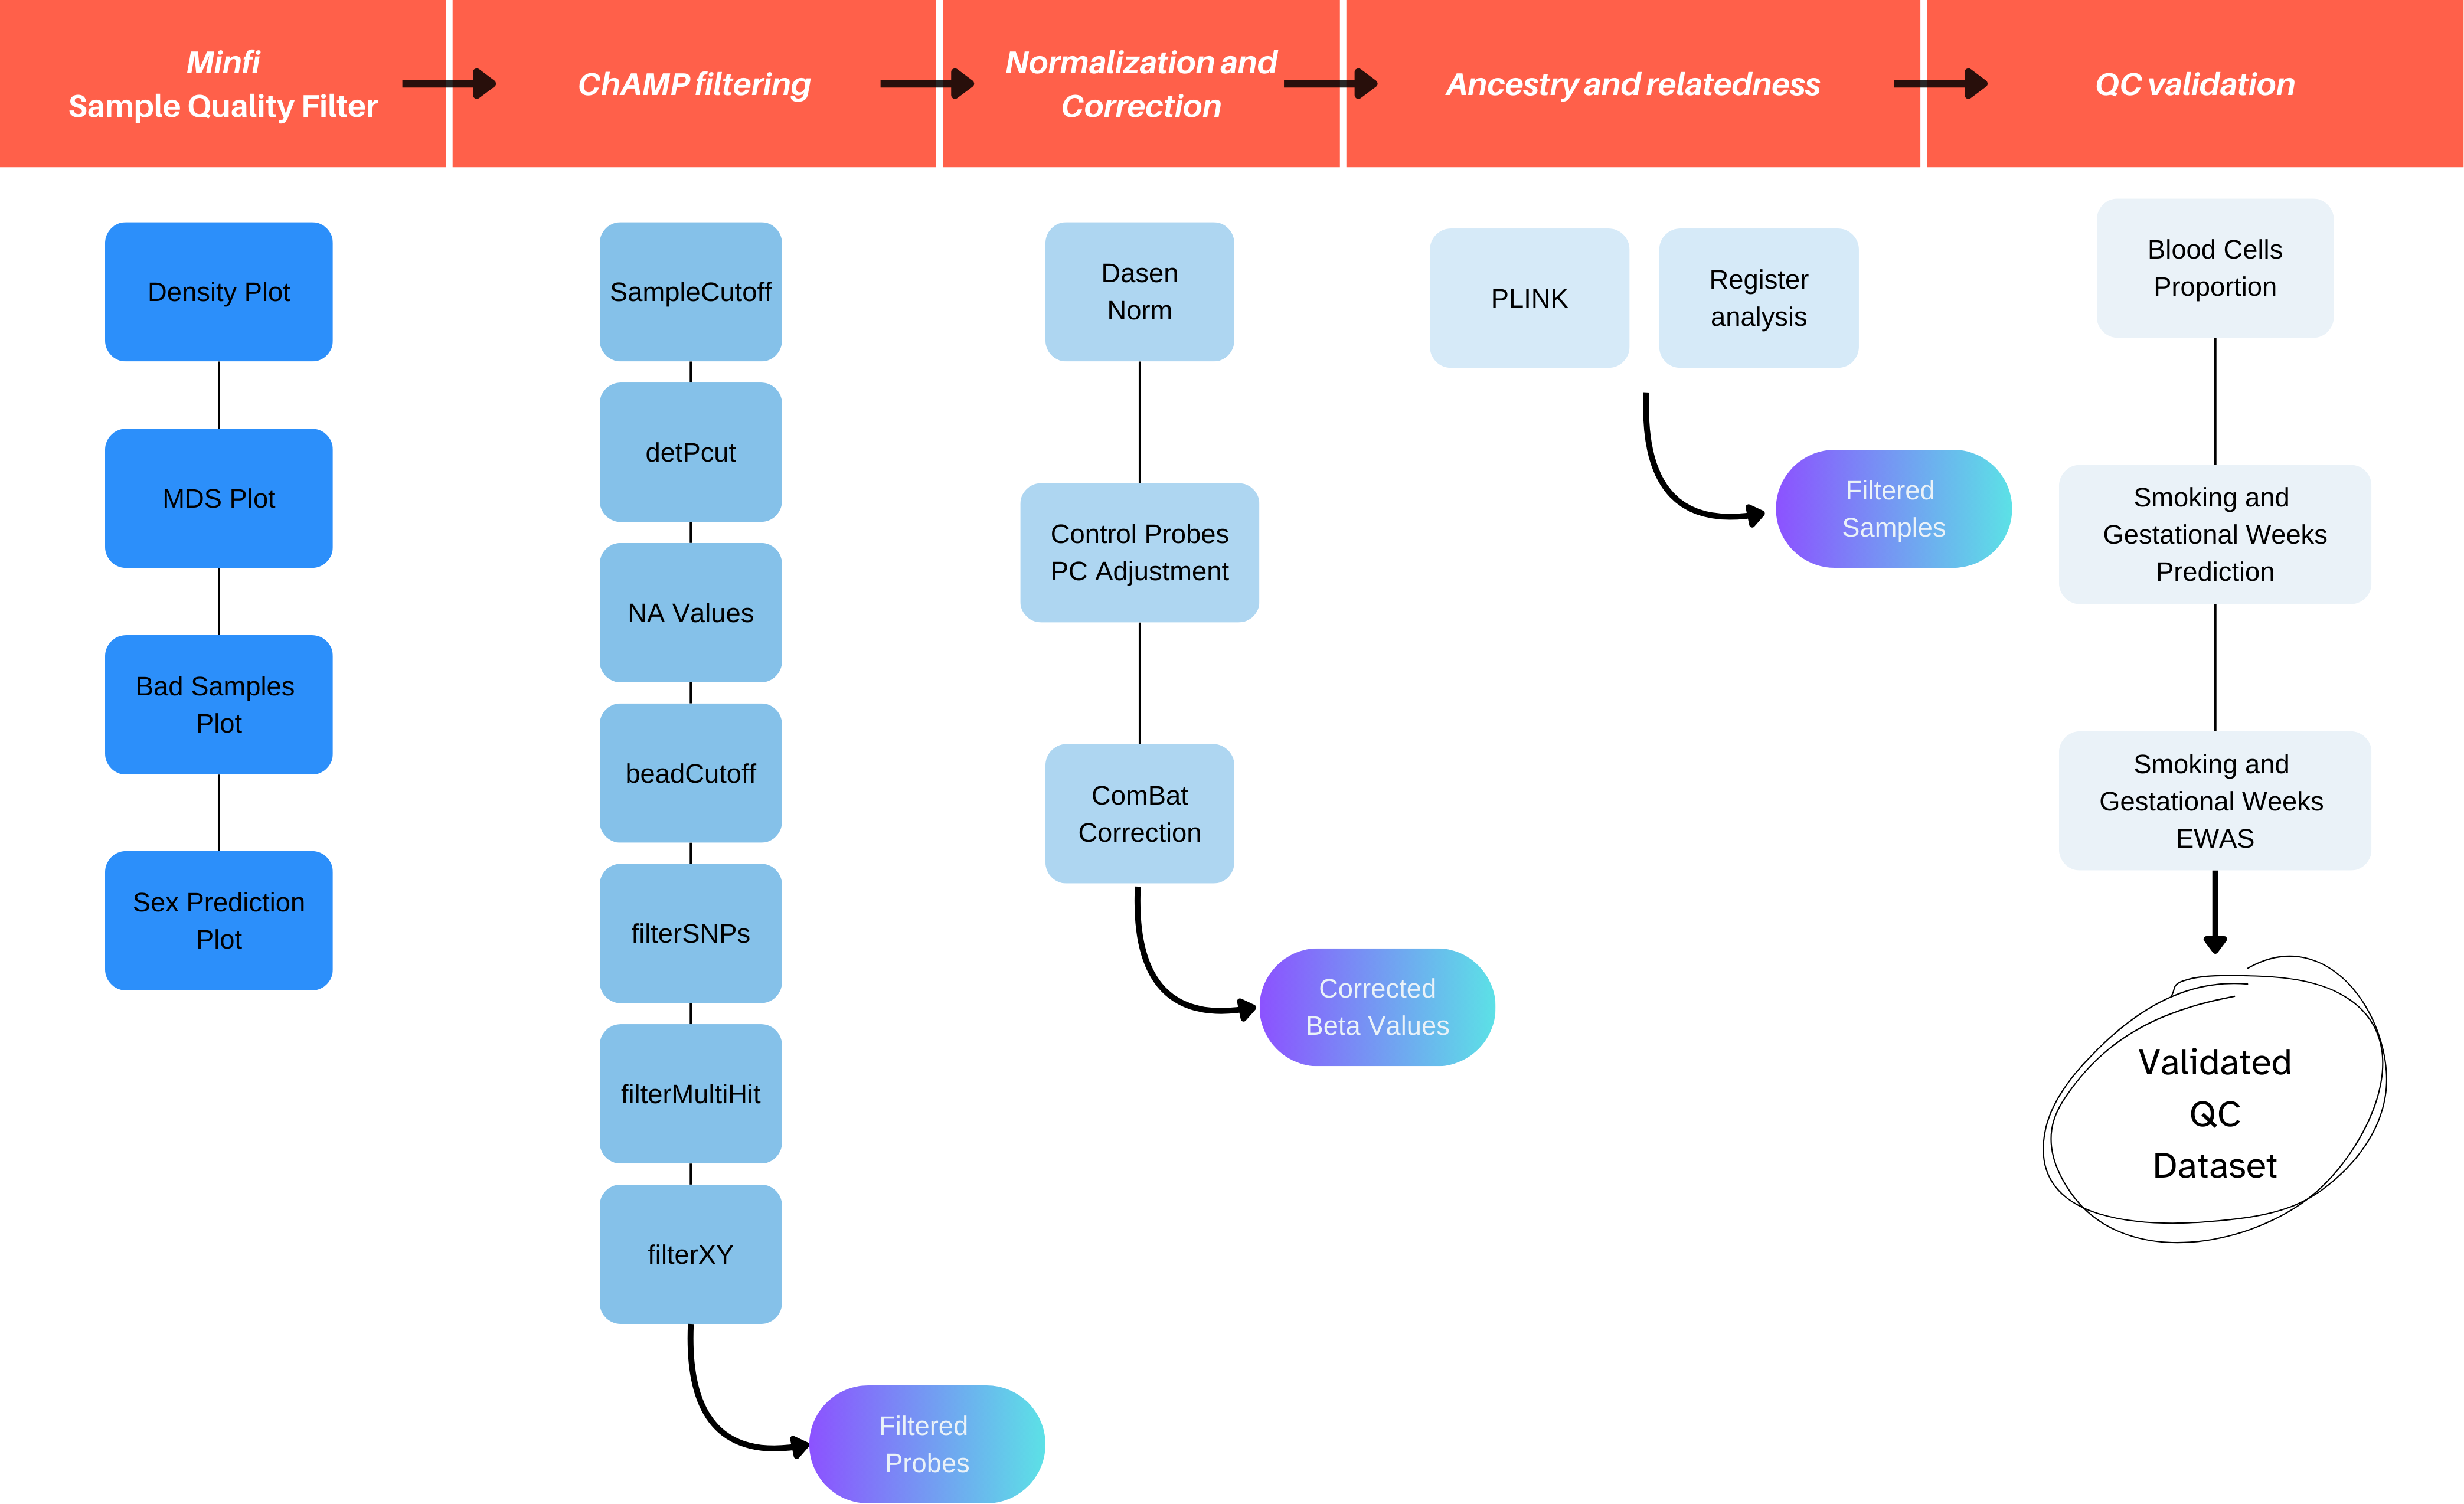 Minfi
Sample Quality Filter
ChAMP filtering
Normalization and
Correction
Ancestry and relatedness
QC validation
Density Plot
MDS Plot
Bad Samples
Plot
Sex Prediction
Plot
SampleCutoff
detPcut
NA Values
beadCutoff
filterSNPs
filterMultiHit
filterXY
Filtered
Probes
Dasen
Norm
Control Probes
PC Adjustment
ComBat
Correction
Corrected
Beta Values
PLINK
Register
analysis
Filtered
Samples
Blood Cells
Proportion
Smoking and
Gestational Weeks
Prediction
Smoking and
Gestational Weeks
EWAS
Validated
QC
Dataset